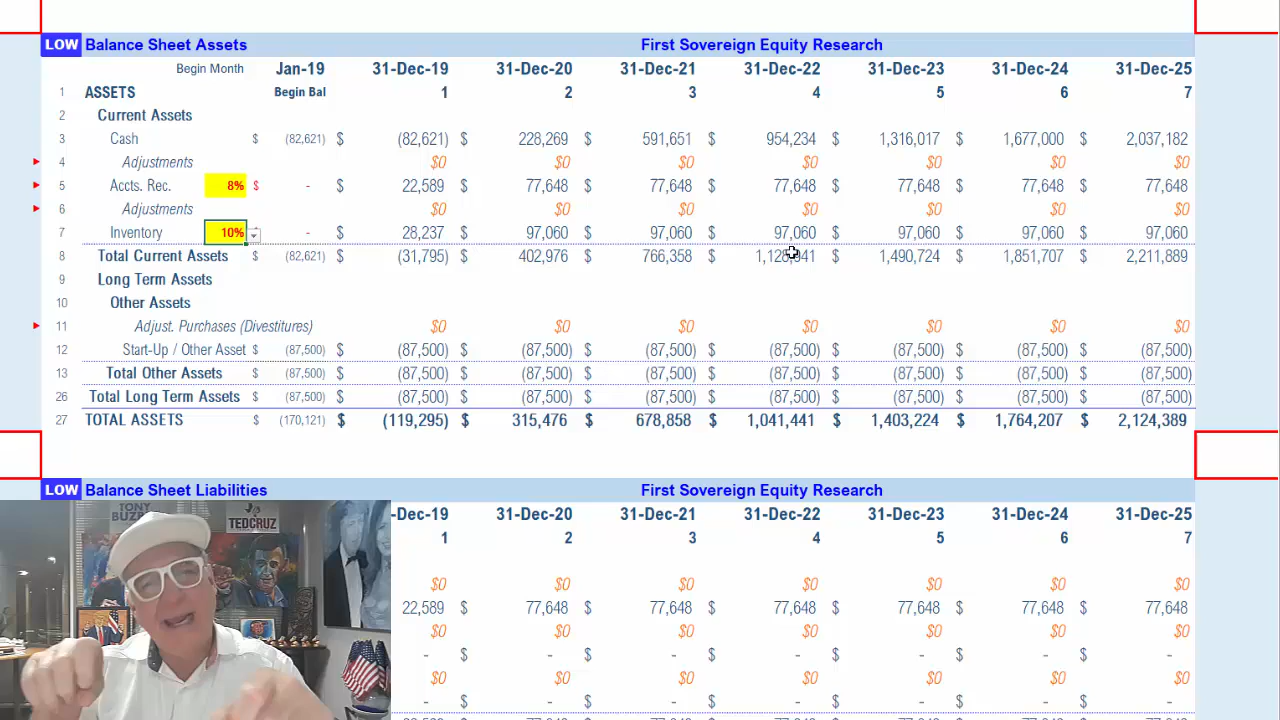 LOW Balance Sheet Assets First Sovereign Equity Research
Begin Month Jan-19 31-Dec-19 31-Dec-20 31-Dec-21 31-Dec-22 31-Dec-23 31-Dec-24 31-Dec-25
1 ASSETS Begin Bal 1 2 3 4 5 6 7
2 Current Assets
3 Cash $ (82,621) $ (82,621) $ 228,269 $ 591,651 $ 954,234 $ 1,316,017 $ 1,677,000 $ 2,037,182
4 Adjustments $0 $0 $0 $0 $0 $0 $0
5 Accts. Rec. 8% $ - $ 22,589 $ 77,648 $ 77,648 $ 77,648 $ 77,648 $ 77,648 $ 77,648
6 Adjustments $0 $0 $0 $0 $0 $0 $0
7 Inventory 10% - $ 28,237 $ 97,060 $ 97,060 $ 97,060 $ 97,060 $ 97,060 $ 97,060
8 Total Current Assets $ (82,621) $ (31,795) $ 402,976 $ 766,358 $ $ 1,490,724 $ 1,851,707 $ 2,211,889
9 Long Term Assets
10 Other Assets
11 Adjust. Purchases (Divestitures) $0 $0 $0 $0 $0 $0 $0
12 Start-Up / Other Asset $ (87,500) $ (87,500) $ (87,500) $ (87,500) $ (87,500) $ (87,500) $ (87,500) $ (87,500)
13 Total Other Assets $ (87,500) $ (87,500) $ (87,500) $ (87,500) $ (87,500) $ (87,500) $ (87,500) $ (87,500)
26 Total Long Term Assets $ (87,500) $ (87,500) $ (87,500) $ (87,500) $ (87,500) $ (87,500) $ (87,500) $ (87,500)
27 TOTAL ASSETS $ (170,121) $ (119,295) $ 315,476 $ 678,858 $ 1,041,441 $ 1,403,224 $ 1,764,207 $ 2,124,389
LOW Balance Sheet Liabilities First Sovereign Equity Research
-Dec-19 31-Dec-20 31-Dec-21 31-Dec-22 31-Dec-23 31-Dec-24 31-Dec-25
1 2 3 4 5 6 7
$0 $0 $0 $0 $0 $0 $0
22,589 $ 77,648 $ 77,648 $ 77,648 $ 77,648 $ 77,648 $ 77,648
$0 $0 $0 $0 $0 $0 $0
- $ - $ - $ - $ - $ - $ -
$0 $0 $0 $0 $0 $0 $0
- $ - $ - $ - $ - $ - $ -
TONY
TEDCRUZ